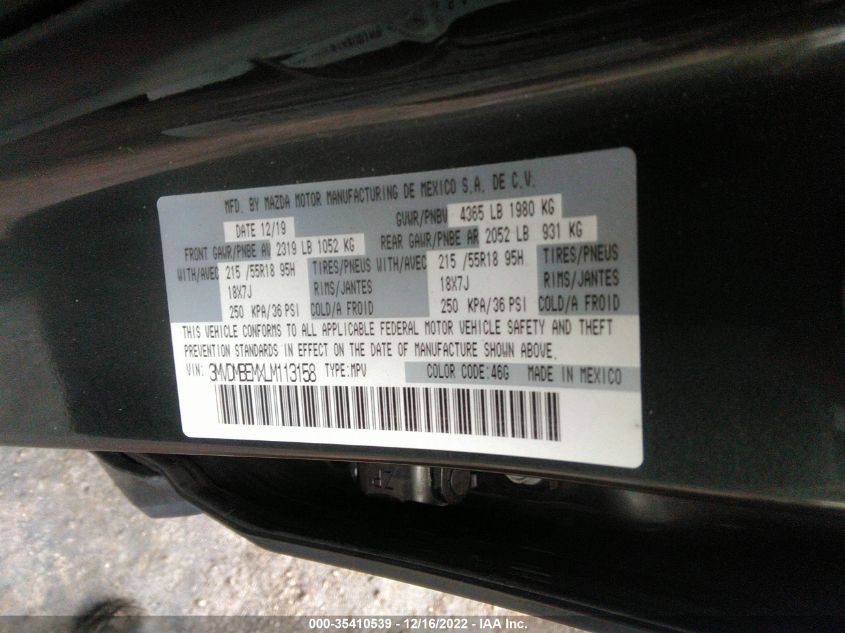 MFD. BY MAZDA MOTOR MANUFACTURING DE MEXICO S.A. DE C.V.
DATE 12/19 GVWR/PNBV 4365 LB 1980 KG
FRONT GAWR/PNBE AV 2319 LB 1052 KG REAR GAWR/PNBE AR 2052 LB 931 KG
WITH/AVEC 215 /55R18 95H TIRES/PNEUS WITH/AVEC 215 /55R18 95H TIRES/PNEUS
18X7J RIMS/JANTES 18X7J RIMS/JANTES
250 KPA/36 PSI COLD/A FROID 250 KPA/36 PSI COLD/A FROID
THIS VEHICLE CONFORMS TO ALL APPLICABLE FEDERAL MOTOR VEHICLE SAFETY AND THEFT
PREVENTION STANDARDS IN EFFECT ON THE DATE OF MANUFACTURE SHOWN ABOVE.
VIN: 3MVDMBEMXLM113158 TYPE:MPV COLOR CODE:46G MADE IN MEXICO
000-35410539 - 12/16/2022 - IAA Inc.